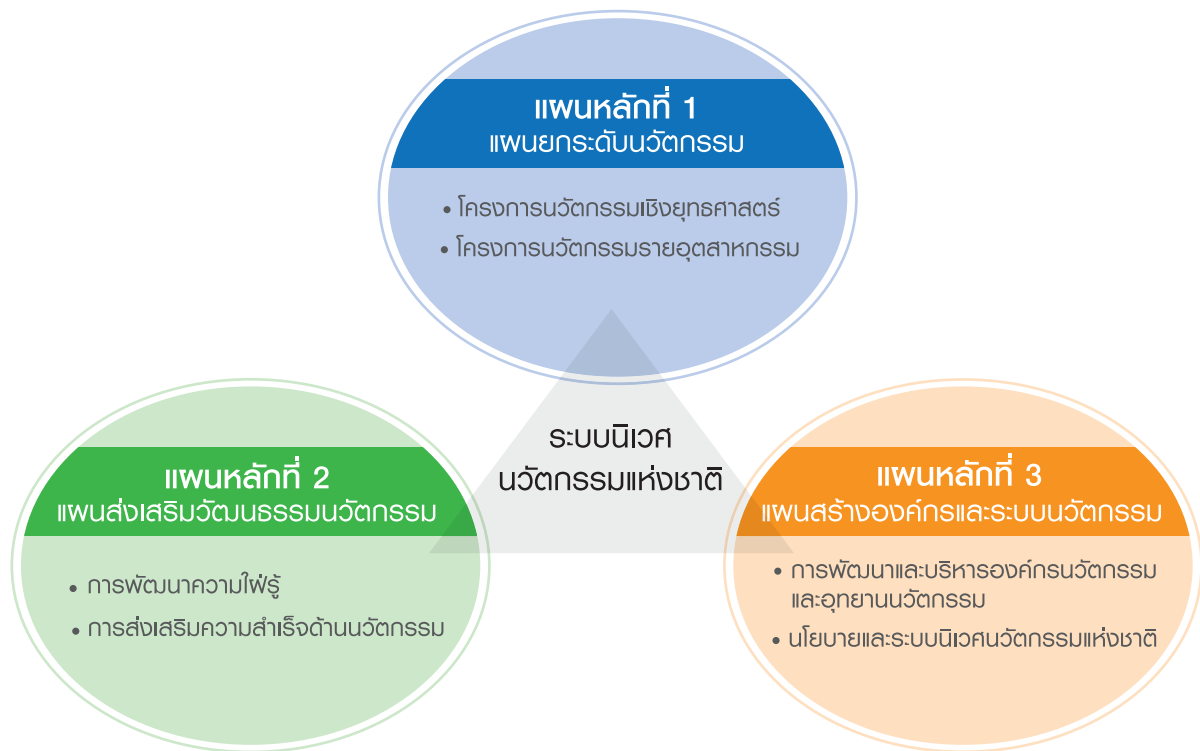 แผนหลักที่ 1
แผนยกระดับนวัตกรรม
• โครงการนวัตกรรมเชิงยุทธศาสตร์
• โครงการนวัตกรรมรายอุตสาหกรรม
ระบบนิเวศ
นวัตกรรมแห่งชาติ
แผนหลักที่ 2
แผนส่งเสริมวัฒนธรรมนวัตกรรม
• การพัฒนาความใฝ่รู้
• การส่งเสริมความสำเร็จด้านนวัตกรรม
แผนหลักที่ 3
แผนสร้างองค์กรและระบบนวัตกรรม
• การพัฒนาและบริหารองค์กรนวัตกรรม
และอุทยานนวัตกรรม
• นโยบายและระบบนิเวศนวัตกรรมแห่งชาติ